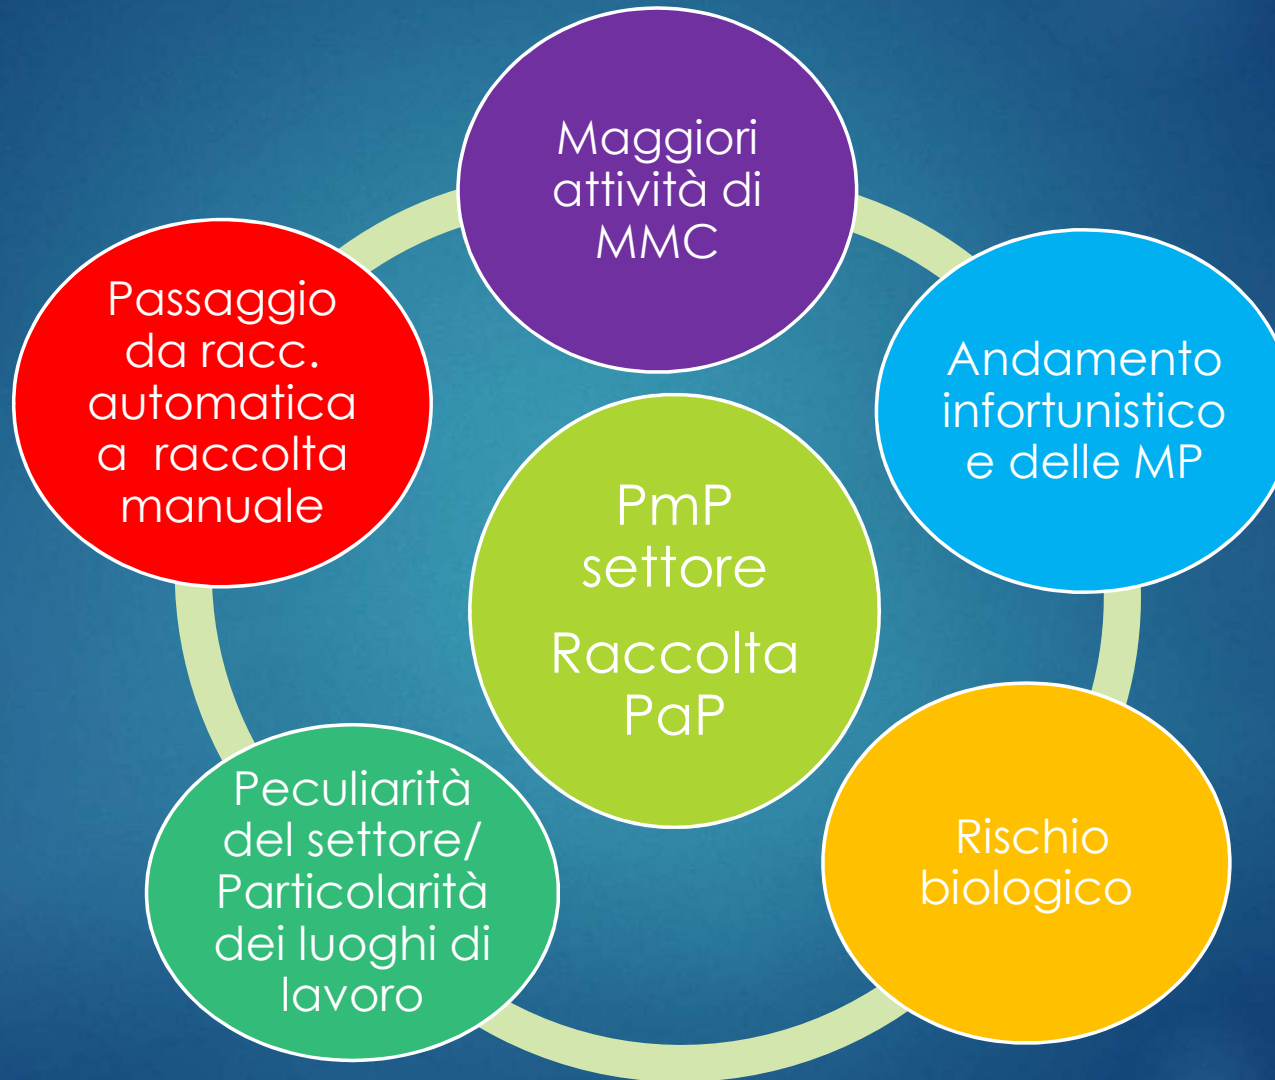 Maggiori
attività di
MMC
Passaggio
da racc.
automatica
a raccolta
manuale
Andamento
infortunistico
e delle MP
PmP
settore
Raccolta
PaP
Peculiarità
del settore/
Particolarità
dei luoghi di
lavoro
Rischio
biologico